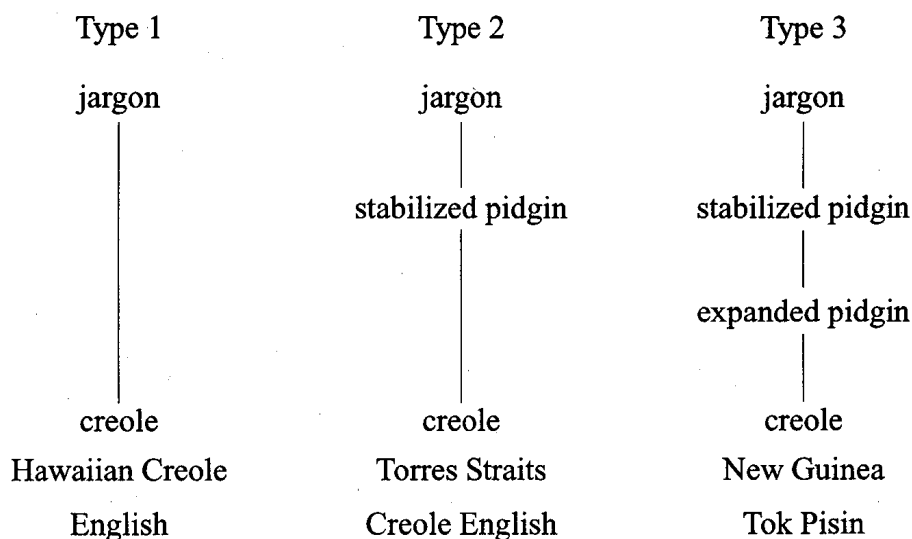 Type 1 Type 2 Type 3
jargon jargon jargon
stabilized pidgin stabilized pidgin
expanded pidgin
creole creole creole
Hawaiian Creole Torres Straits New Guinea
English Creole English Tok Pisin